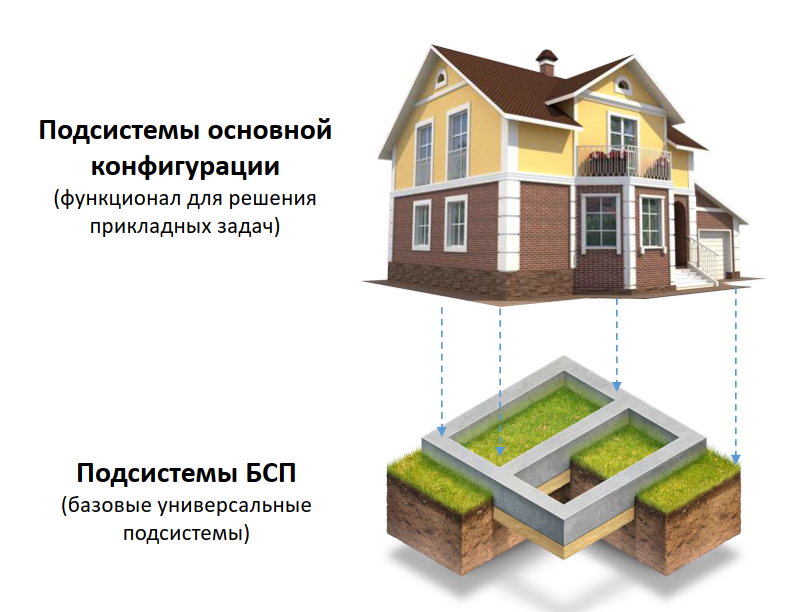 Подсистемы основной
конфигурации
(функционал для решения
прикладных задач)
Подсистемы БСП
(базовые универсальные
подсистемы)